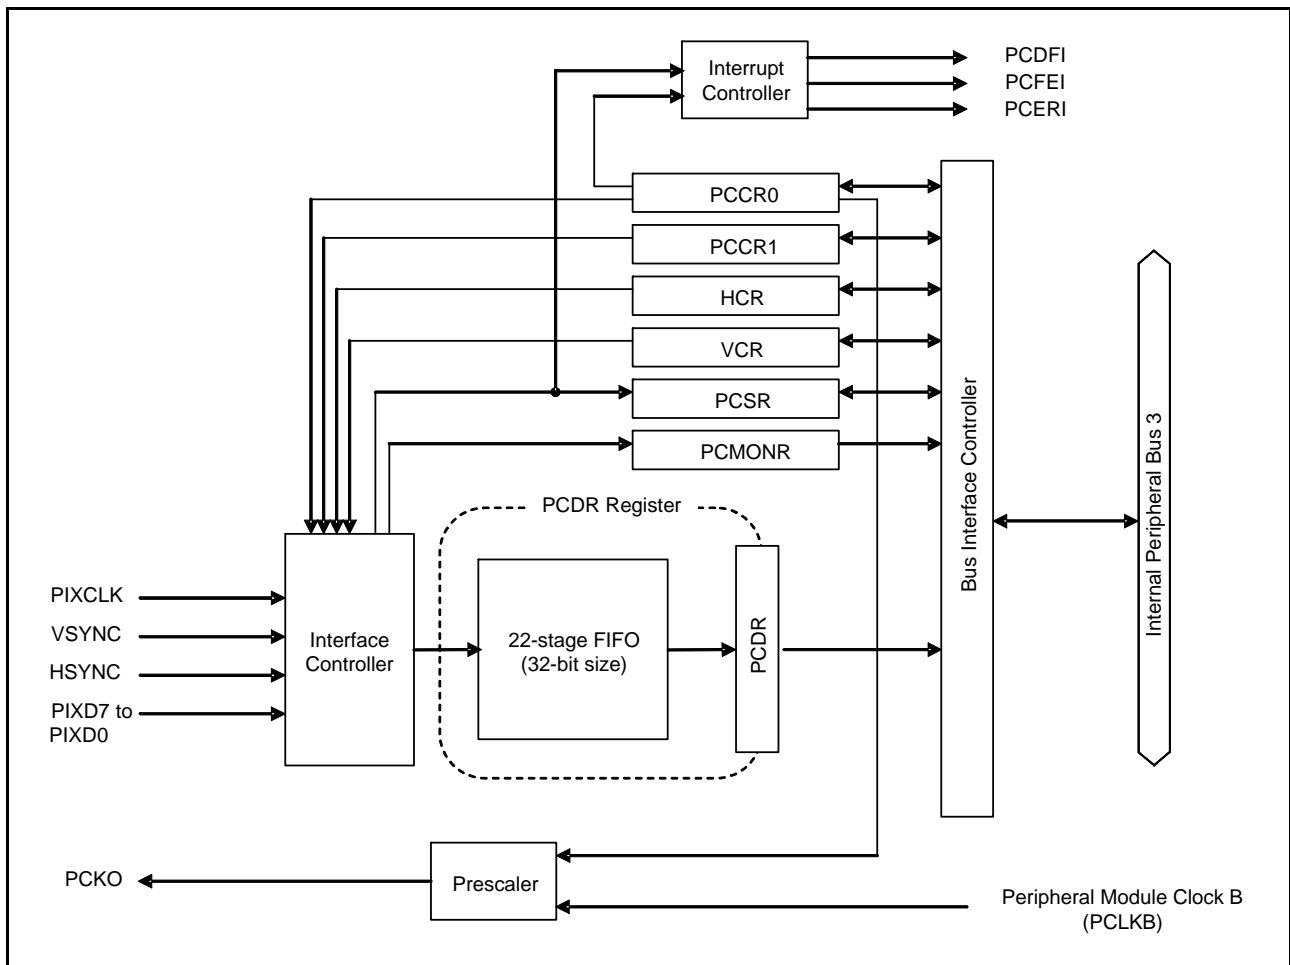 Interrupt
Controller
PCDFI
PCFEI
PCERI
PCCR0
PCCR1
HCR
VCR
PCSR
PCMONR
PCDR Register
Bus Interface Controller
Internal Peripheral Bus 3
PIXCLK
VSYNC
HSYNC
PIXD7 to
PIXD0
Interface
Controller
22-stage FIFO
(32-bit size)
PCDR
PCKO
Prescaler
Peripheral Module Clock B
(PCLKB)